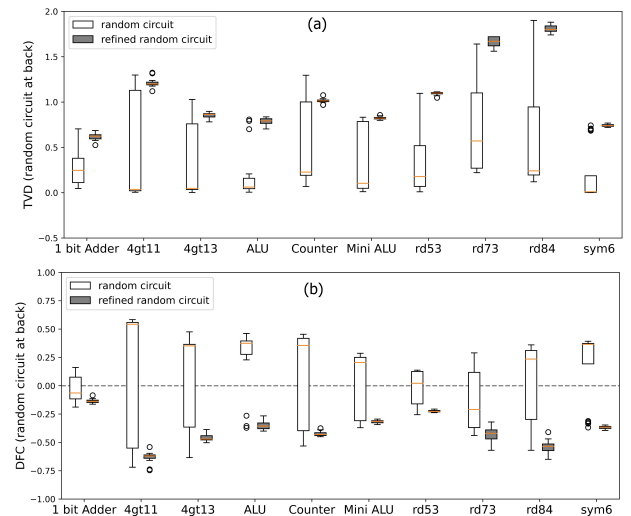 (a)
random circuit
refined random circuit
TVD (random circuit at back)
2.0
1.5
1.0
0.5
0.0
−0.5
1 bit Adder 4gt11 4gt13 ALU Counter Mini ALU rd53 rd73 rd84 sym6
(b)
random circuit
refined random circuit
DFC (random circuit at back)
1.00
0.75
0.50
0.25
0.00
−0.25
−0.50
−0.75
−1.00
1 bit Adder 4gt11 4gt13 ALU Counter Mini ALU rd53 rd73 rd84 sym6